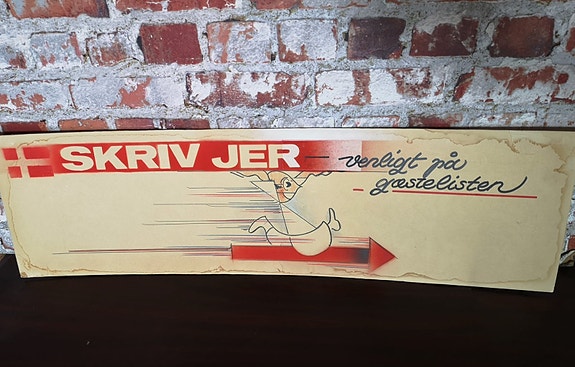 SKRIV JER – venligt på
gæstelisten